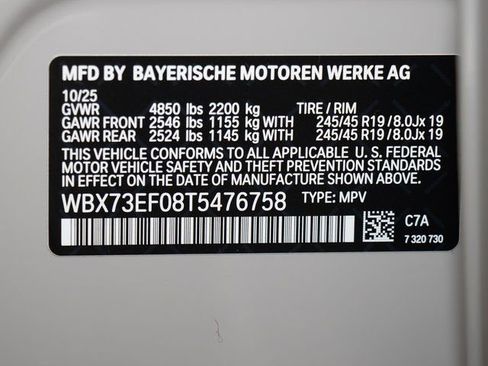 MFD BY BAYERISCHE MOTOREN WERKE AG
10/25
GVWR 4850 lbs 2200 kg TIRE / RIM
GAWR FRONT 2546 lbs 1155 kg WITH 245/45 R19 / 8.0Jx 19
GAWR REAR 2524 lbs 1145 kg WITH 245/45 R19 / 8.0Jx 19
THIS VEHICLE CONFORMS TO ALL APPLICABLE U. S. FEDERAL
MOTOR VEHICLE SAFETY AND THEFT PREVENTION STANDARDS
IN EFFECT ON THE DATE OF MANUFACTURE SHOWN ABOVE.
WBX73EF08T5476758 TYPE: MPV
C7A
7 320 730